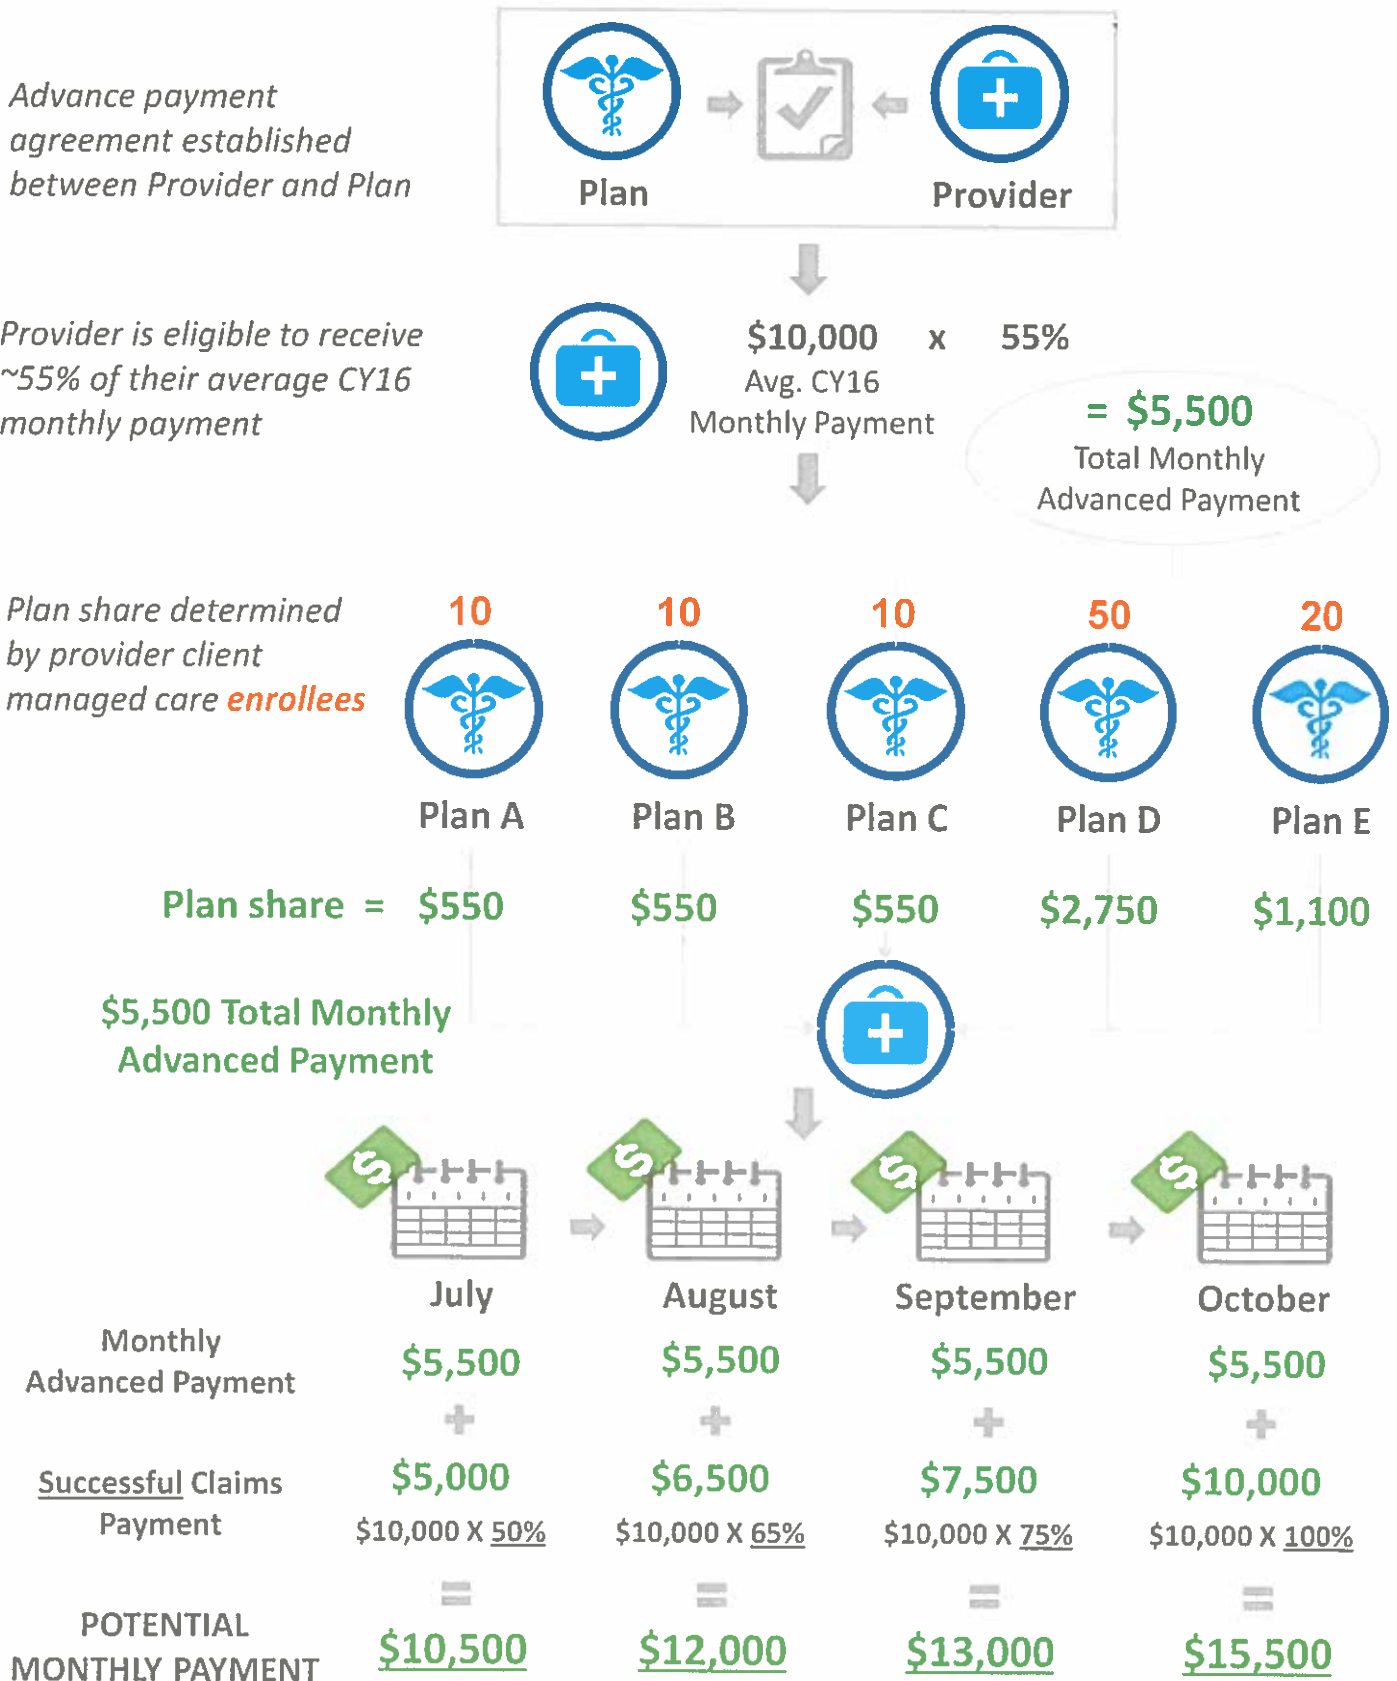 Advance payment
agreement established
between Provider and Plan
Plan
Provider
Provider is eligible to receive
~55% of their average CY16
monthly payment
$10,000 x 55%
Avg. CY16
Monthly Payment
= $5,500
Total Monthly
Advanced Payment
Plan share determined
by provider client
managed care enrollees
10 10 10 50 20
Plan A Plan B Plan C Plan D Plan E
Plan share = $550 $550 $550 $2,750 $1,100
$5,500 Total Monthly
Advanced Payment
$ $ $ $
July August September October
Monthly
Advanced Payment
$5,500 $5,500 $5,500 $5,500
+ + + +
Successful Claims
Payment
$5,000 $6,500 $7,500 $10,000
$10,000 X 50% $10,000 X 65% $10,000 X 75% $10,000 X 100%
= = = =
POTENTIAL
MONTHLY PAYMENT
$10,500 $12,000 $13,000 $15,500